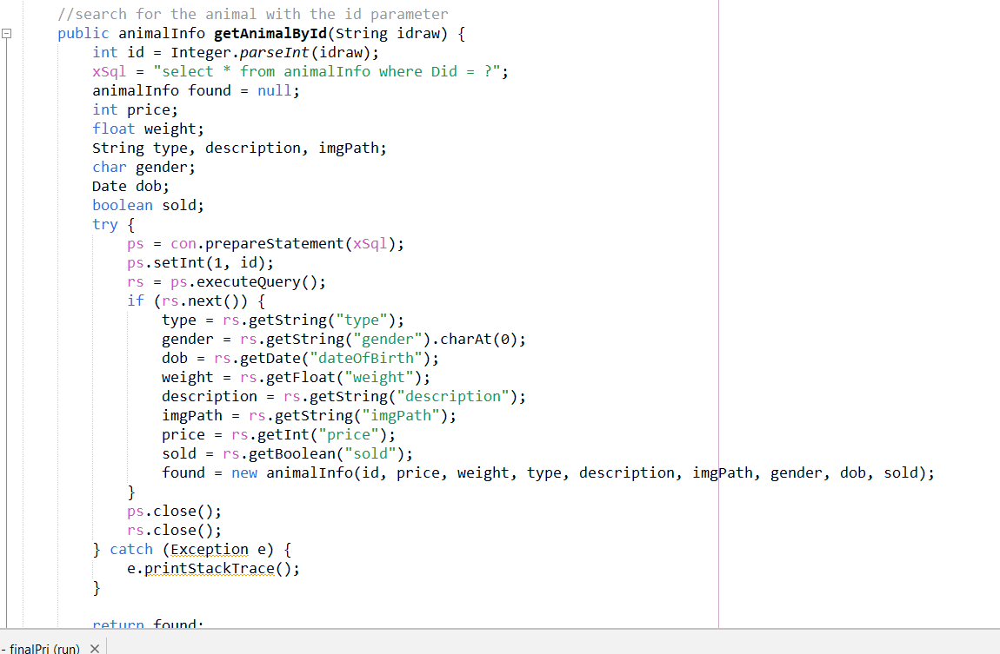 //search for the animal with the id parameter
public animalInfo getAnimalById(String idraw) {
int id = Integer.parseInt(idraw);
xSql = "select * from animalInfo where Did = ?";
animalInfo found = null;
int price;
float weight;
String type, description, imgPath;
char gender;
Date dob;
boolean sold;
try {
ps = con.prepareStatement(xSql);
ps.setInt(1, id);
rs = ps.executeQuery();
if (rs.next()) {
type = rs.getString("type");
gender = rs.getString("gender").charAt(0);
dob = rs.getDate("dateOfBirth");
weight = rs.getFloat("weight");
description = rs.getString("description");
imgPath = rs.getString("imgPath");
price = rs.getInt("price");
sold = rs.getBoolean("sold");
found = new animalInfo(id, price, weight, type, description, imgPath, gender, dob, sold);
}
ps.close();
rs.close();
} catch (Exception e) {
e.printStackTrace();
}
return found;
- finalPri (run)